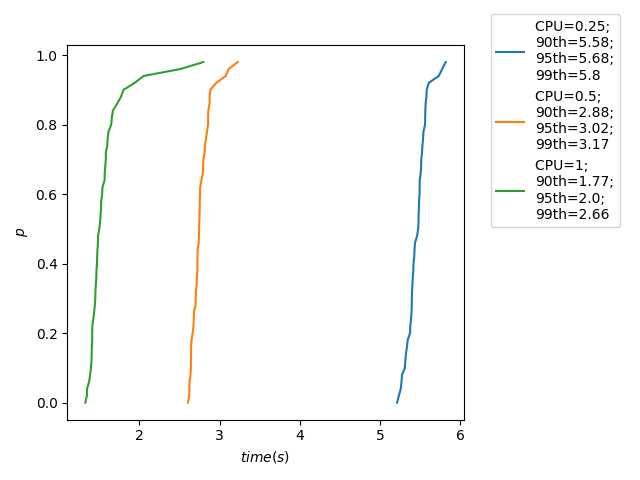 CPU=0.25;
90th=5.58;
95th=5.68;
99th=5.8
CPU=0.5;
90th=2.88;
95th=3.02;
99th=3.17
CPU=1;
90th=1.77;
95th=2.0;
99th=2.66
1.0
0.8
0.6
0.4
0.2
0.0
p
2 3 4 5 6
time(s)